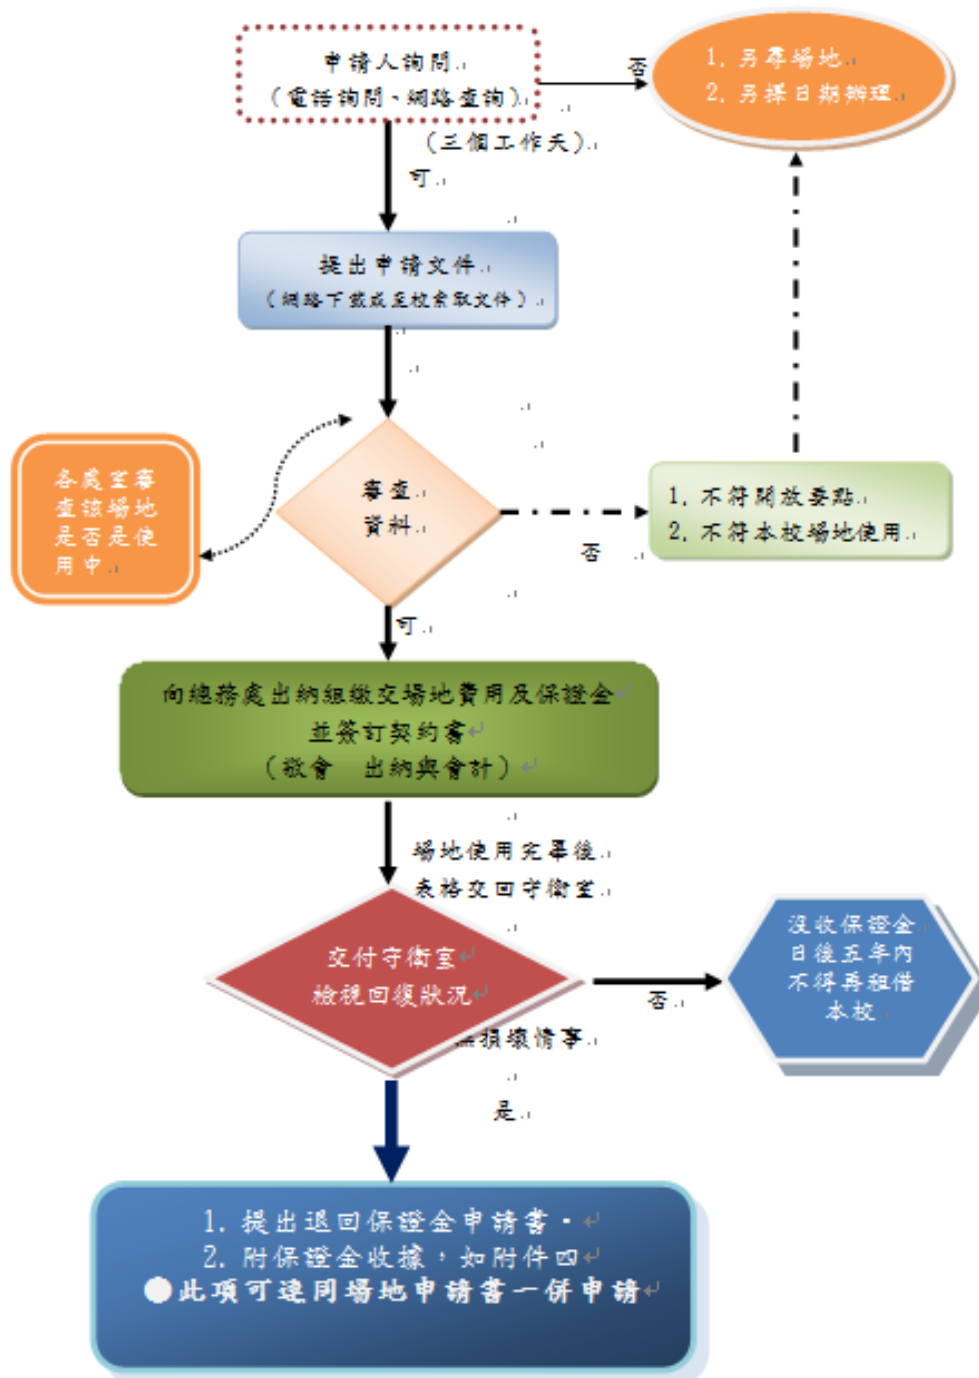 申請人詢問
（電話詢問、網路查詢）
否
1. 另尋場地
2. 另擇日期辦理
（三個工作天）
可
提出申請文件
（網路下載或至校索取文件）
各處室審
查該場地
是否是使
用中
審查
資料
否
1. 不符開放要點
2. 不符本校場地使用
可
向總務處出納組繳交場地費用及保證金
並簽訂契約書
（敬會　出納與會計）
場地使用完畢後
表格交回守衛室
交付守衛室
檢視回復狀況
否
沒收保證金
日後五年內
不得再租借
本校
損壞情事
是
1. 提出退回保證金申請書。
2. 附保證金收據，如附件四
●此項可連同場地申請書一併申請